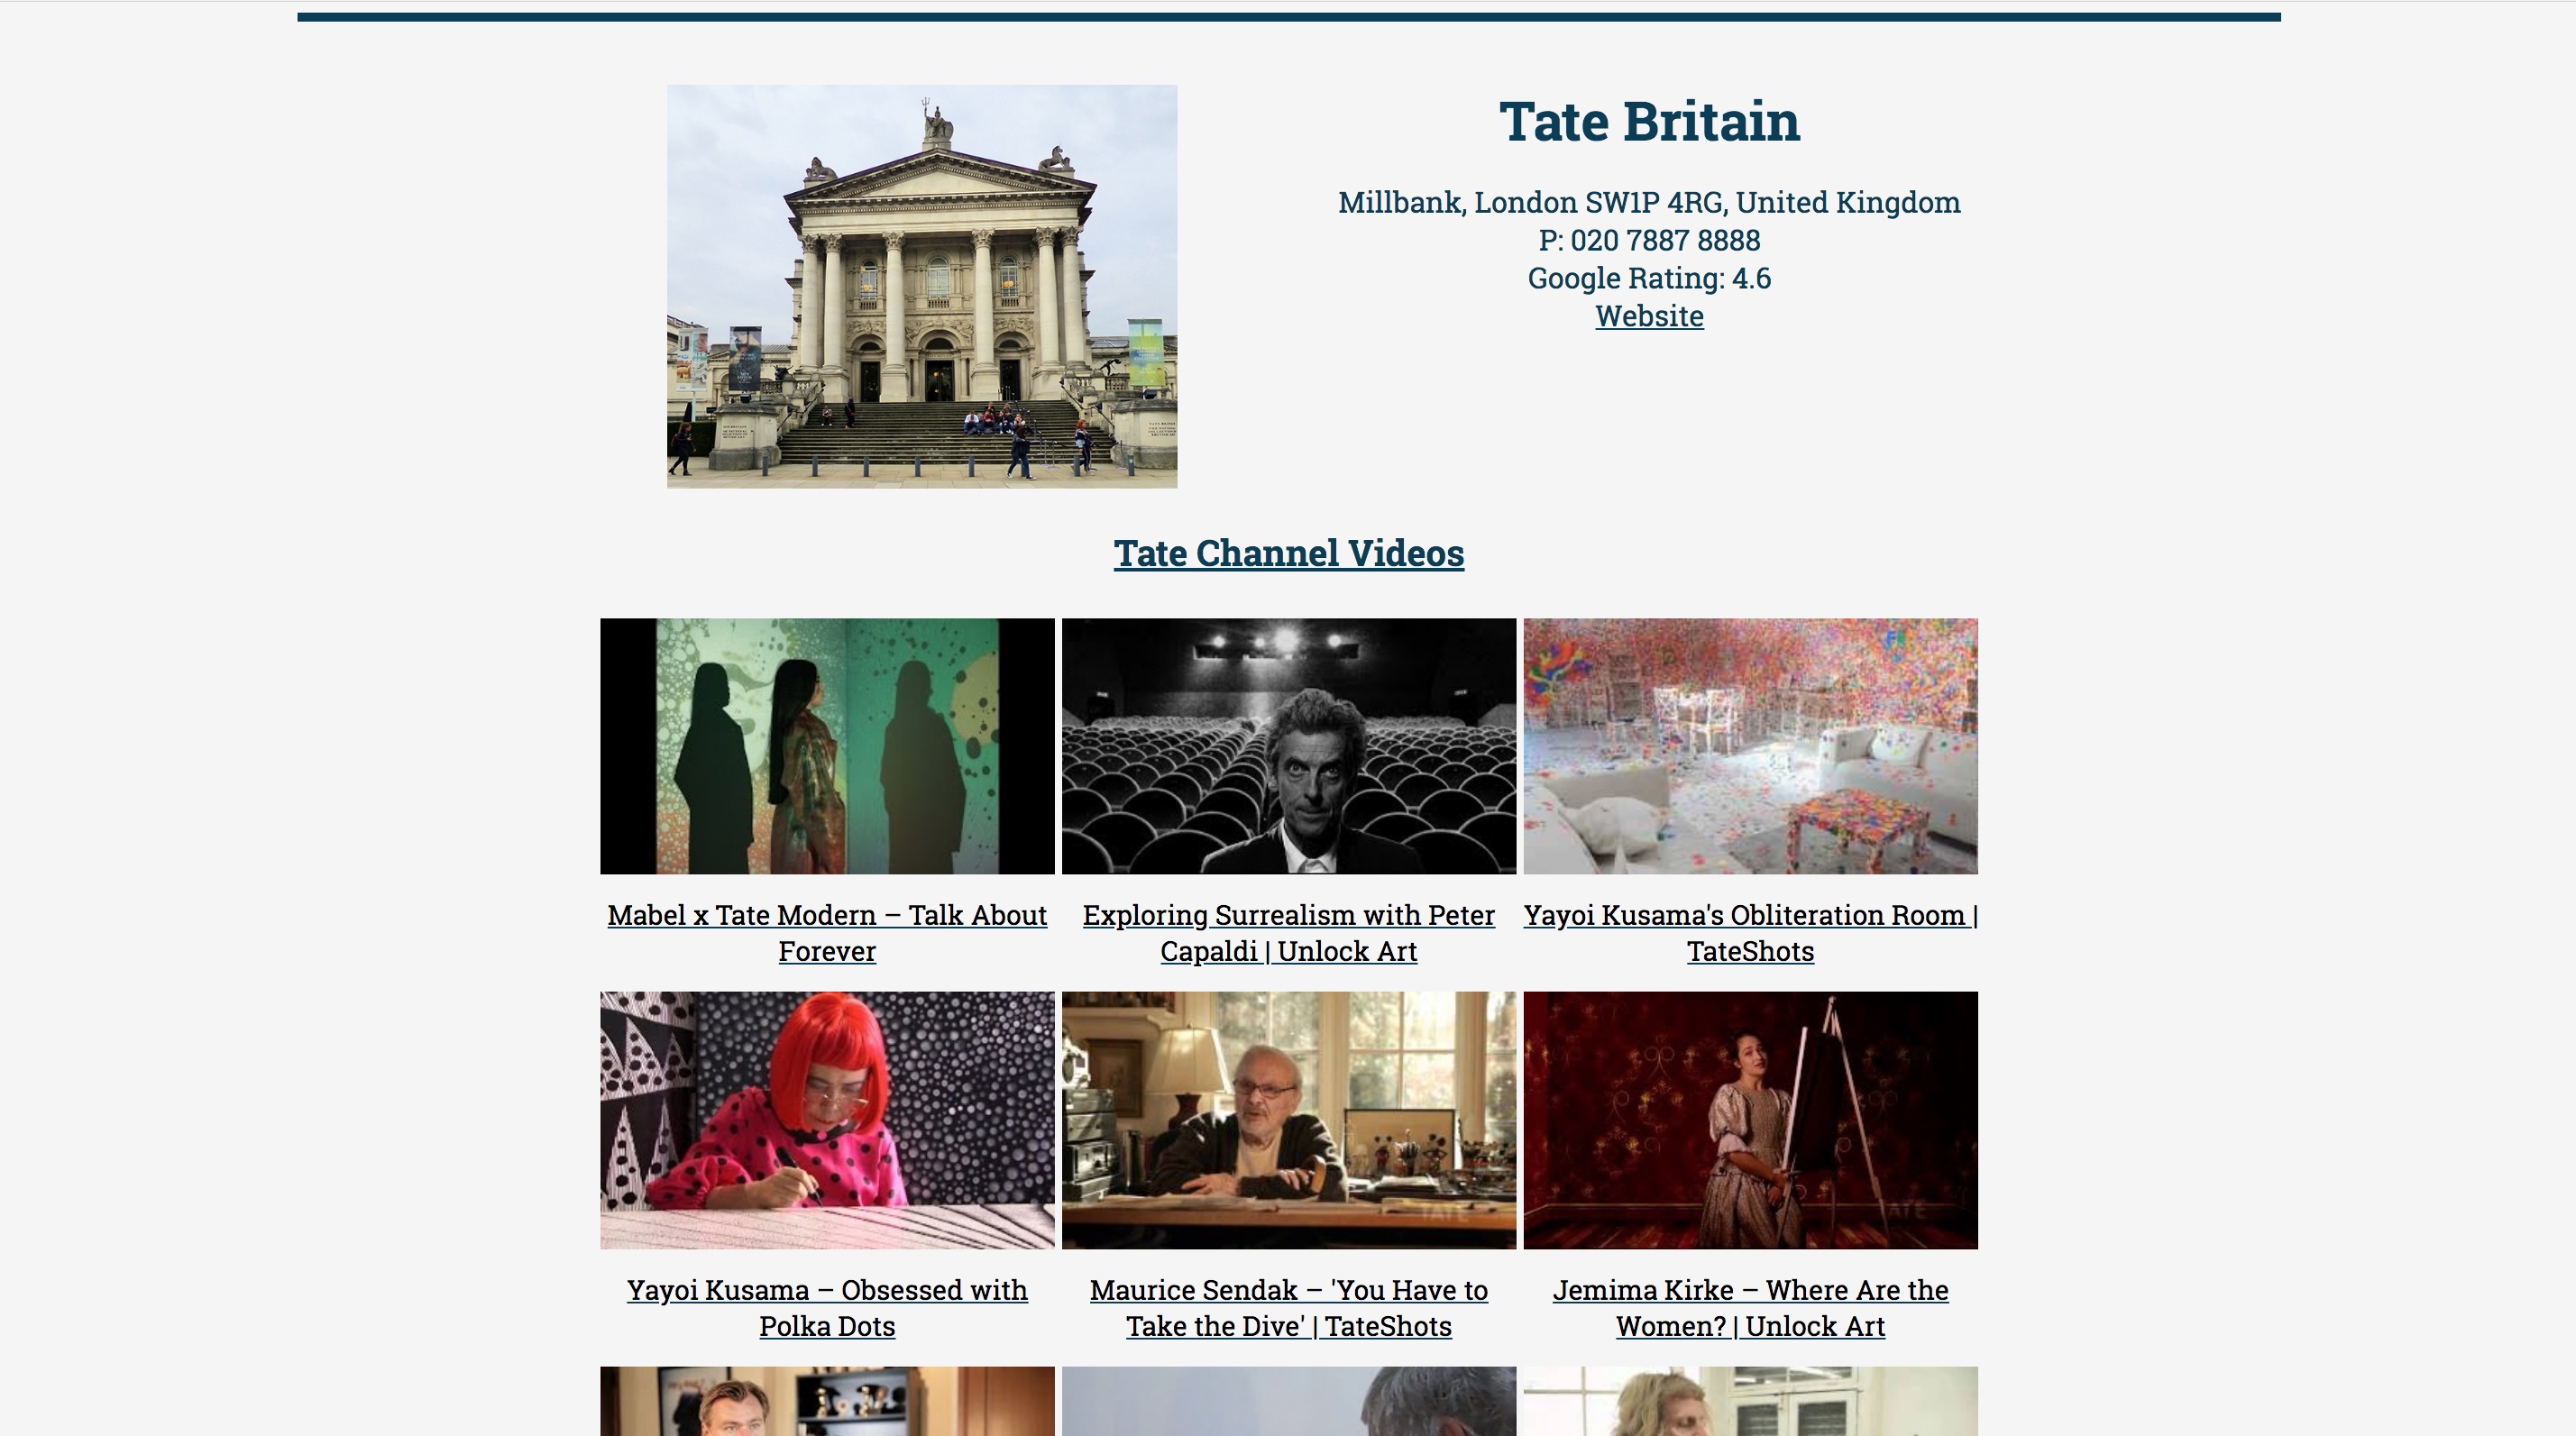 Tate Britain
Millbank, London SW1P 4RG, United Kingdom
P: 020 7887 8888
Google Rating: 4.6
Website
Tate Channel Videos
Mabel x Tate Modern – Talk About
Forever
Exploring Surrealism with Peter
Capaldi | Unlock Art
Yayoi Kusama's Obliteration Room |
TateShots
TATE
TATE
Yayoi Kusama – Obsessed with
Polka Dots
Maurice Sendak – 'You Have to
Take the Dive' | TateShots
Jemima Kirke – Where Are the
Women? | Unlock Art